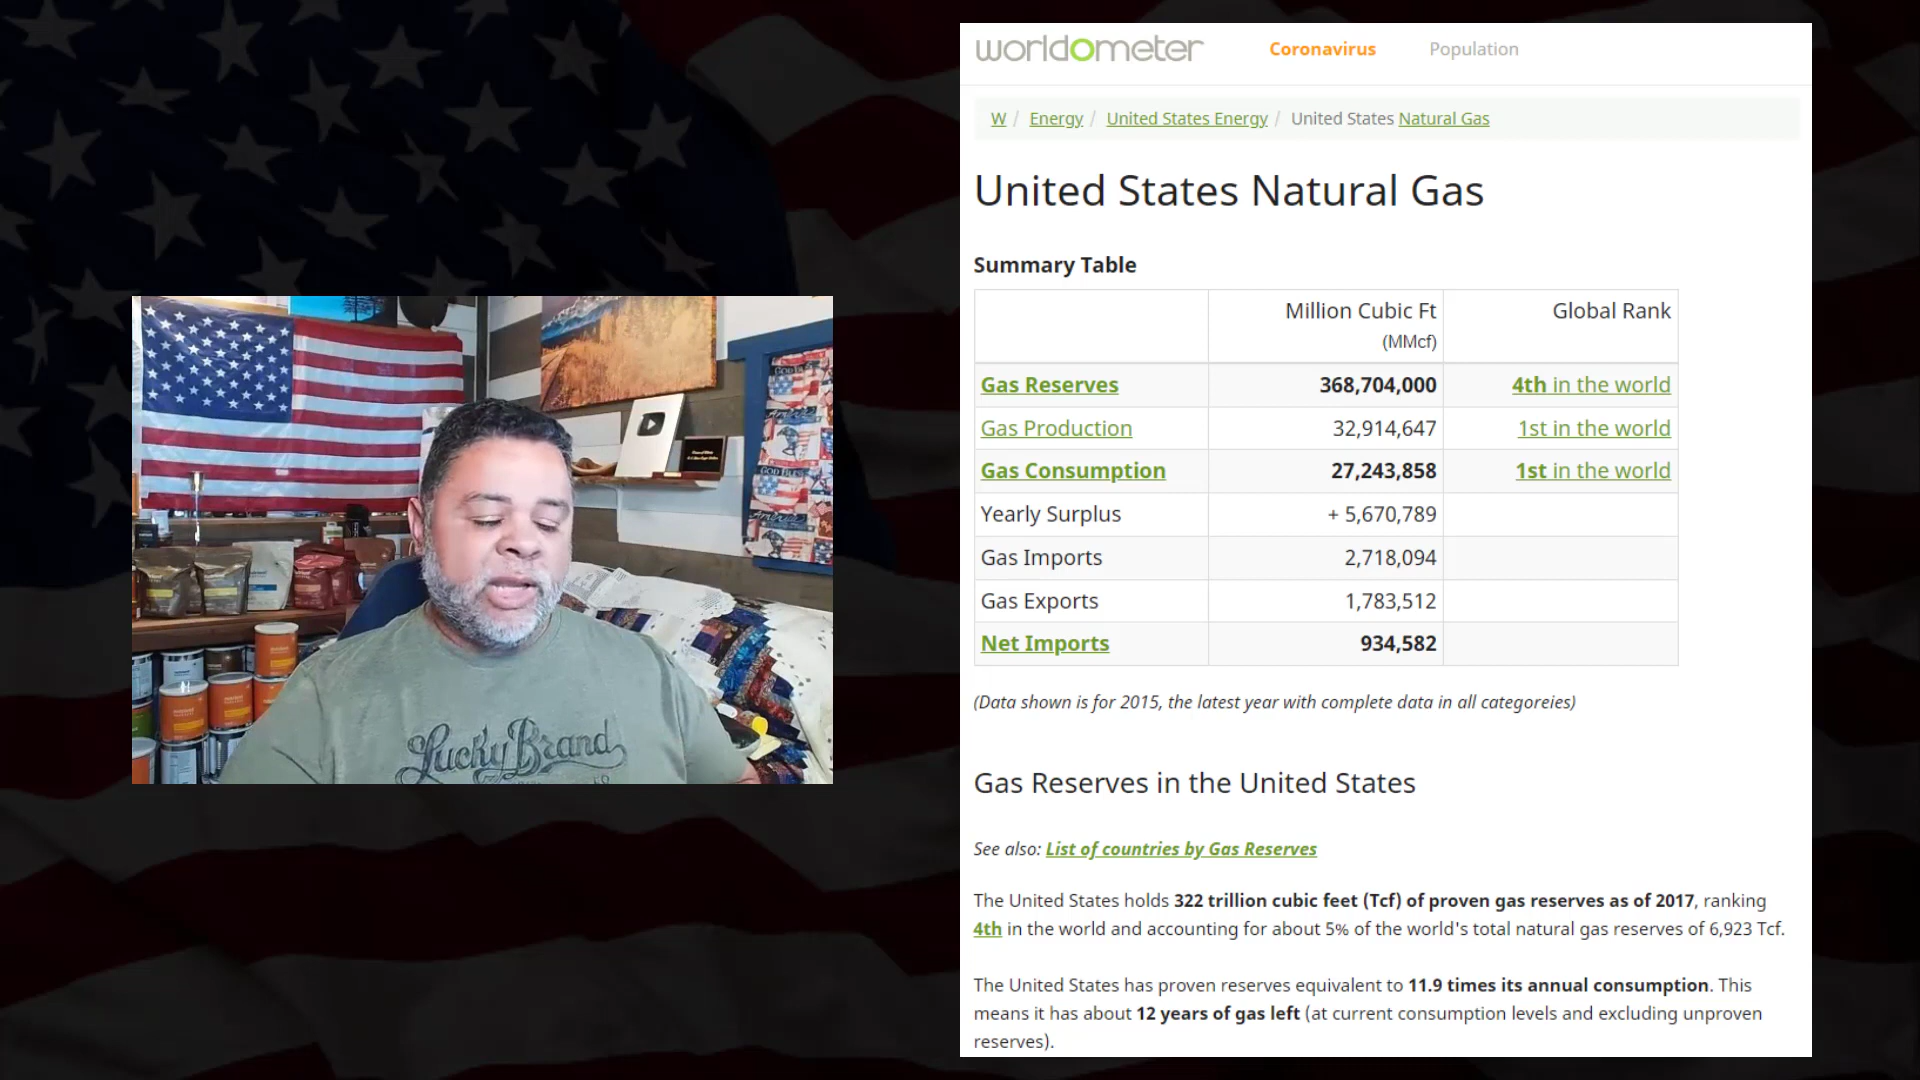 worldometer
Coronavirus
Population
W / Energy / United States Energy / United States Natural Gas
United States Natural Gas
Summary Table
Million Cubic Ft (MMcf) Global Rank
Gas Reserves 368,704,000 4th in the world
Gas Production 32,914,647 1st in the world
Gas Consumption 27,243,858 1st in the world
Yearly Surplus + 5,670,789
Gas Imports 2,718,094
Gas Exports 1,783,512
Net Imports 934,582
(Data shown is for 2015, the latest year with complete data in all categoreies)
Gas Reserves in the United States
See also: List of countries by Gas Reserves
The United States holds 322 trillion cubic feet (Tcf) of proven gas reserves as of 2017, ranking
4th in the world and accounting for about 5% of the world's total natural gas reserves of 6,923 Tcf.
The United States has proven reserves equivalent to 11.9 times its annual consumption. This
means it has about 12 years of gas left (at current consumption levels and excluding unproven
reserves).
Lucky Brand
GOD BLESS
America
GOD BLESS
America